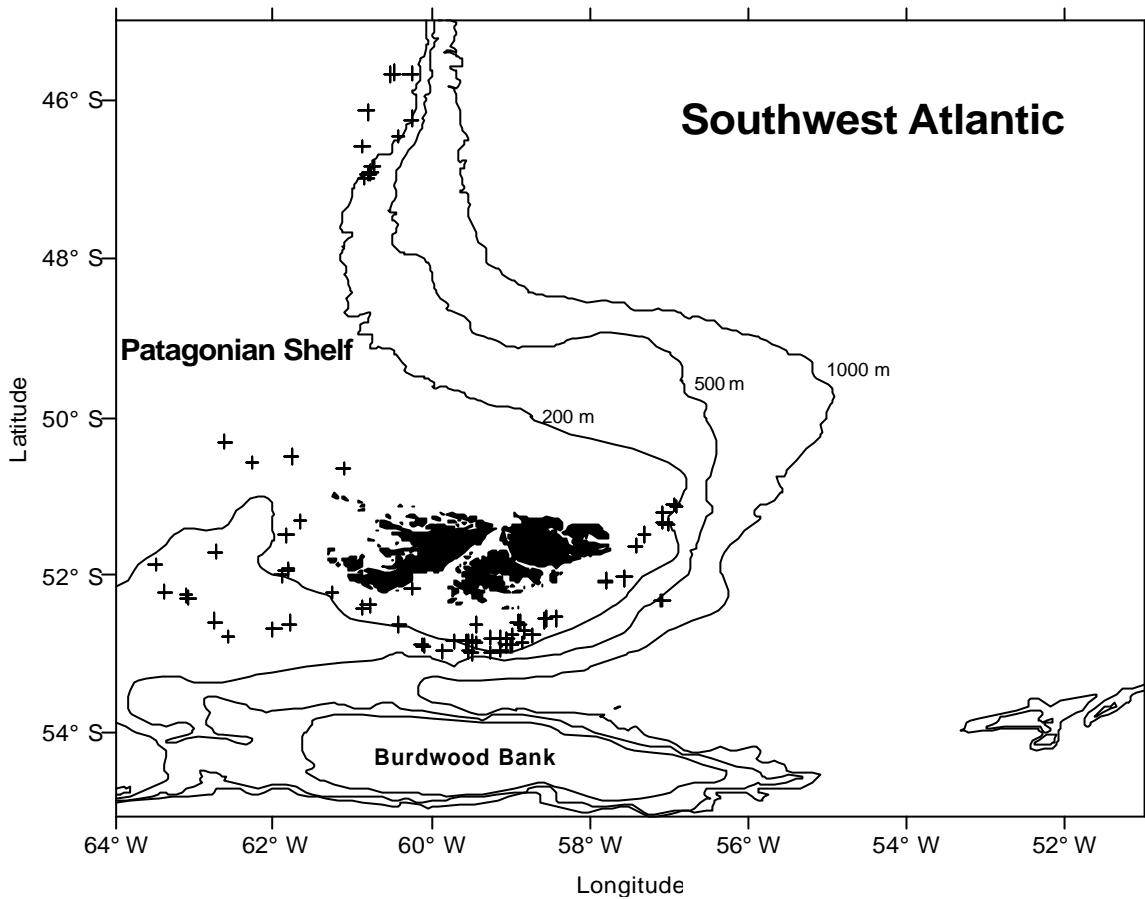 Southwest Atlantic
46° S
48° S
Patagonian Shelf
1000 m
500 m
200 m
50° S
Latitude
52° S
54° S
Burdwood Bank
64° W 62° W 60° W 58° W 56° W 54° W 52° W
Longitude